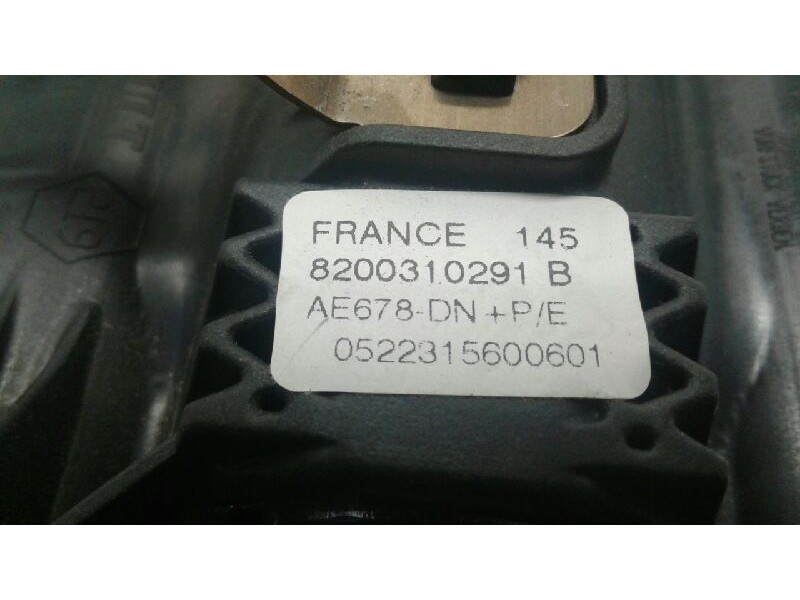 FRANCE 145
8200310291 B
AE678-DN+P/E
0522315600601